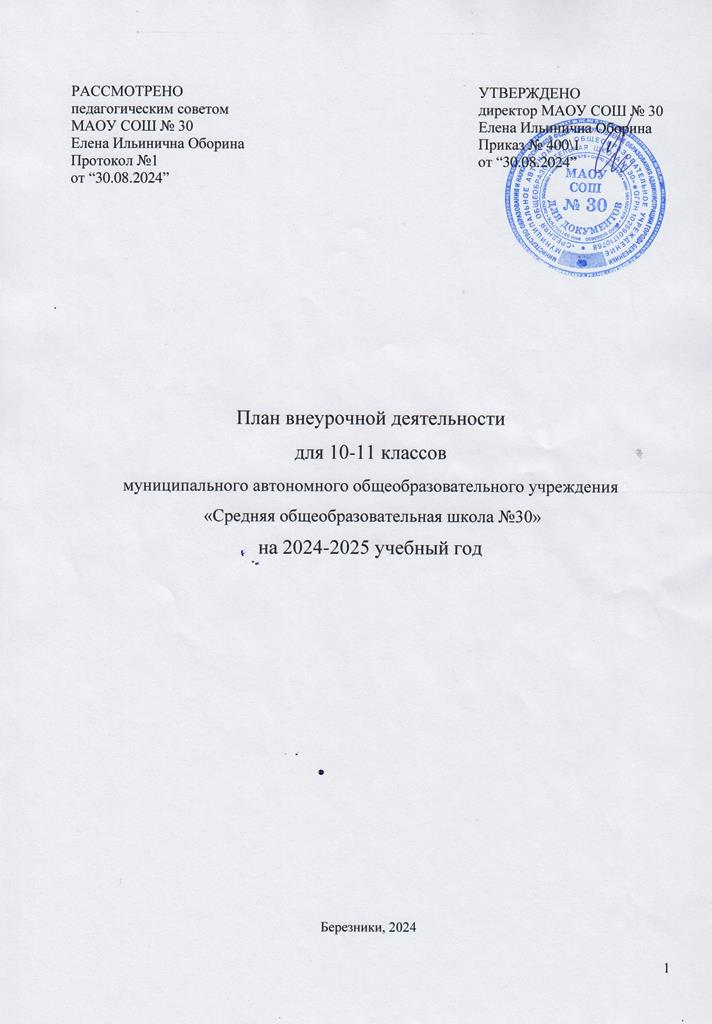 РАССМОТРЕНО
педагогическим советом
МАОУ СОШ № 30
Елена Ильинична Оборина
Протокол №1
от “30.08.2024”
УТВЕРЖДЕНО
директор МАОУ СОШ № 30
Елена Ильинична Оборина
Приказ № 400\1
от “30.08.2024”
МАОУ
СОШ
№ 30
ДЛЯ ДОКУМЕНТОВ
План внеурочной деятельности
для 10-11 классов
муниципального автономного общеобразовательного учреждения
«Средняя общеобразовательная школа №30»
на 2024-2025 учебный год
Березники, 2024
1